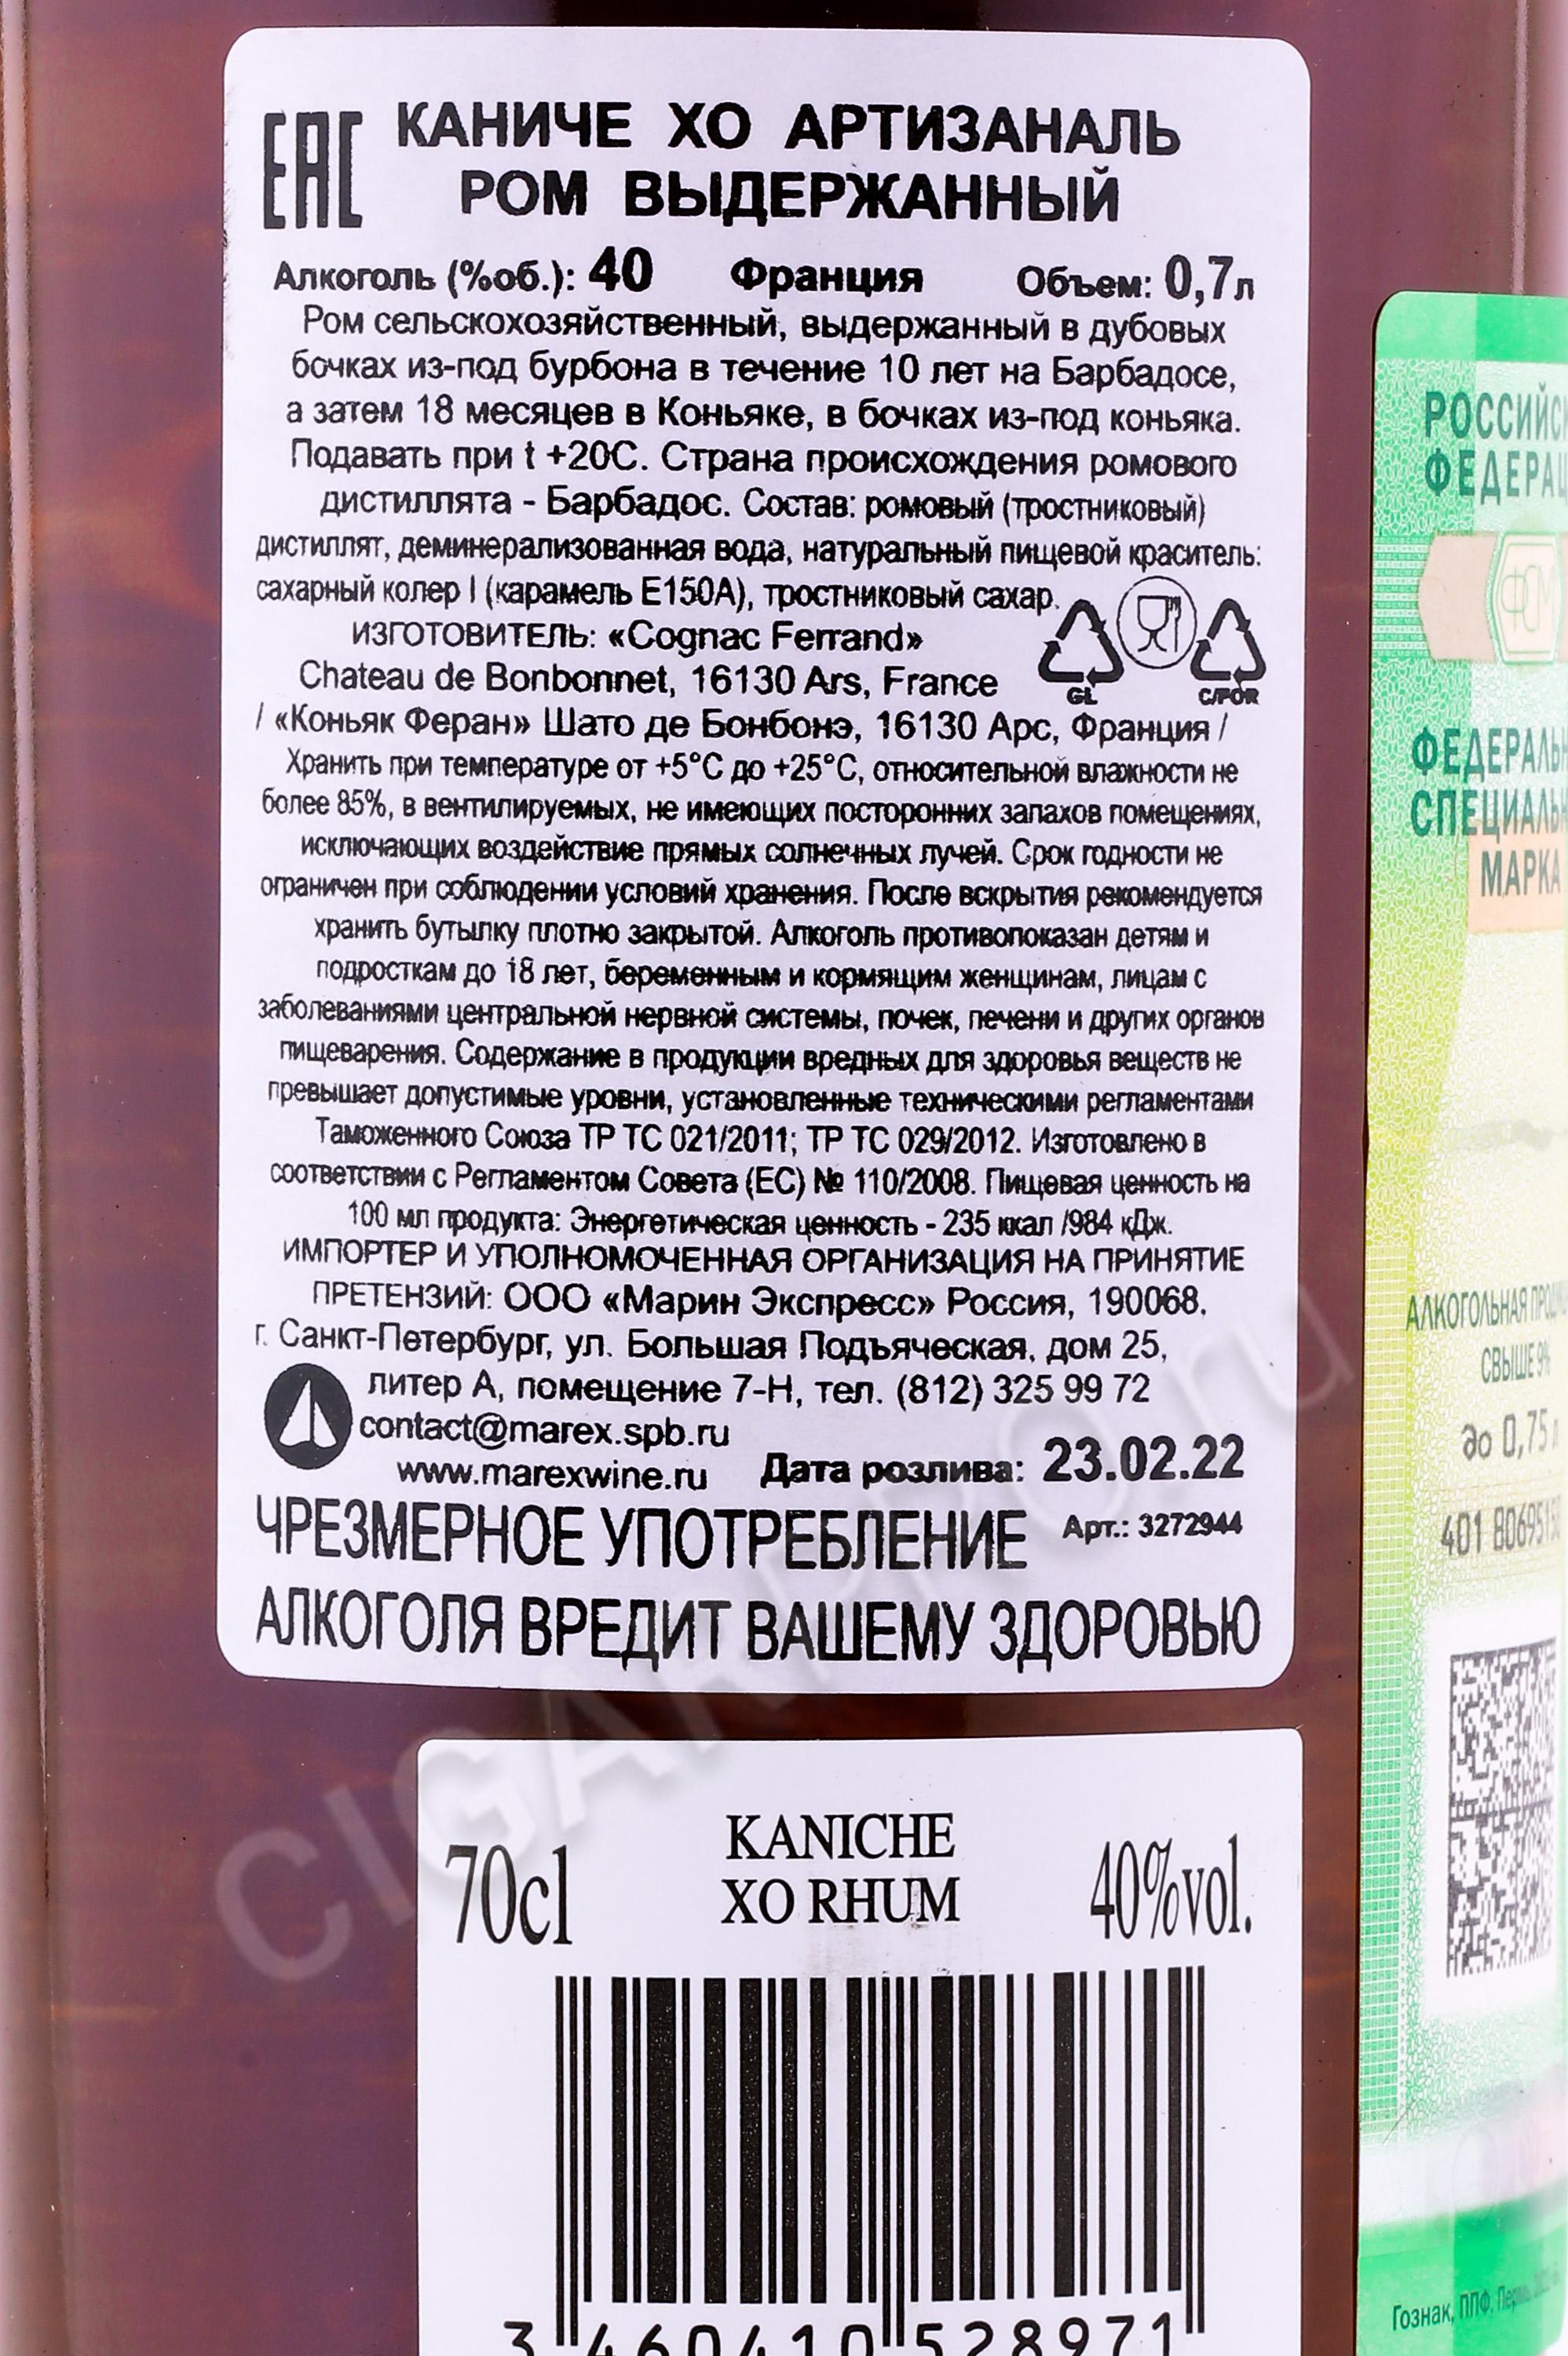 EAC
КАНИЧЕ ХО АРТИЗАНАЛЬ
РОМ ВЫДЕРЖАННЫЙ
Алкоголь (%об.): 40 Франция Объем: 0,7л
Ром сельскохозяйственный, выдержанный в дубовых
бочках из-под бурбона в течение 10 лет на Барбадосе,
а затем 18 месяцев в Коньяке, в бочках из-под коньяка.
Подавать при t +20С. Страна происхождения ромового
дистиллята - Барбадос. Состав: ромовый (тростниковый)
дистиллят, деминерализованная вода, натуральный пищевой краситель:
сахарный колер I (карамель Е150А), тростниковый сахар.
ИЗГОТОВИТЕЛЬ: «Cognac Ferrand»
Chateau de Bonbonnet, 16130 Ars, France
GL C/POR
/ «Коньяк Феран» Шато де Бонбонэ, 16130 Арс, Франция /
Хранить при температуре от +5°С до +25°С, относительной влажности не
более 85%, в вентилируемых, не имеющих посторонних запахов помещениях,
исключающих воздействие прямых солнечных лучей. Срок годности не
ограничен при соблюдении условий хранения. После вскрытия рекомендуется
хранить бутылку плотно закрытой. Алкоголь противопоказан детям и
подросткам до 18 лет, беременным и кормящим женщинам, лицам с
заболеваниями центральной нервной системы, почек, печени и других органов
пищеварения. Содержание в продукции вредных для здоровья веществ не
превышает допустимые уровни, установленные техническими регламентами
Таможенного Союза ТР ТС 021/2011; ТР ТС 029/2012. Изготовлено в
соответствии с Регламентом Совета (ЕС) № 110/2008. Пищевая ценность на
100 мл продукта: Энергетическая ценность - 235 ккал /984 кДж.
ИМПОРТЕР И УПОЛНОМОЧЕННАЯ ОРГАНИЗАЦИЯ НА ПРИНЯТИЕ
ПРЕТЕНЗИЙ: ООО «Марин Экспресс» Россия, 190068,
г. Санкт-Петербург, ул. Большая Подъяческая, дом 25,
литер А, помещение 7-Н, тел. (812) 325 99 72
contact@marex.spb.ru
www.marexwine.ru Дата розлива: 23.02.22
ЧРЕЗМЕРНОЕ УПОТРЕБЛЕНИЕ Арт.: 3272944
АЛКОГОЛЯ ВРЕДИТ ВАШЕМУ ЗДОРОВЬЮ
70cl KANICHE 40%vol.
XO RHUM
3 460410 528971
ФСМ
МАРКА
СВЫШЕ 9%
до 0,75 л
401
Гознак, ППФ,
CIGARPRO.ru